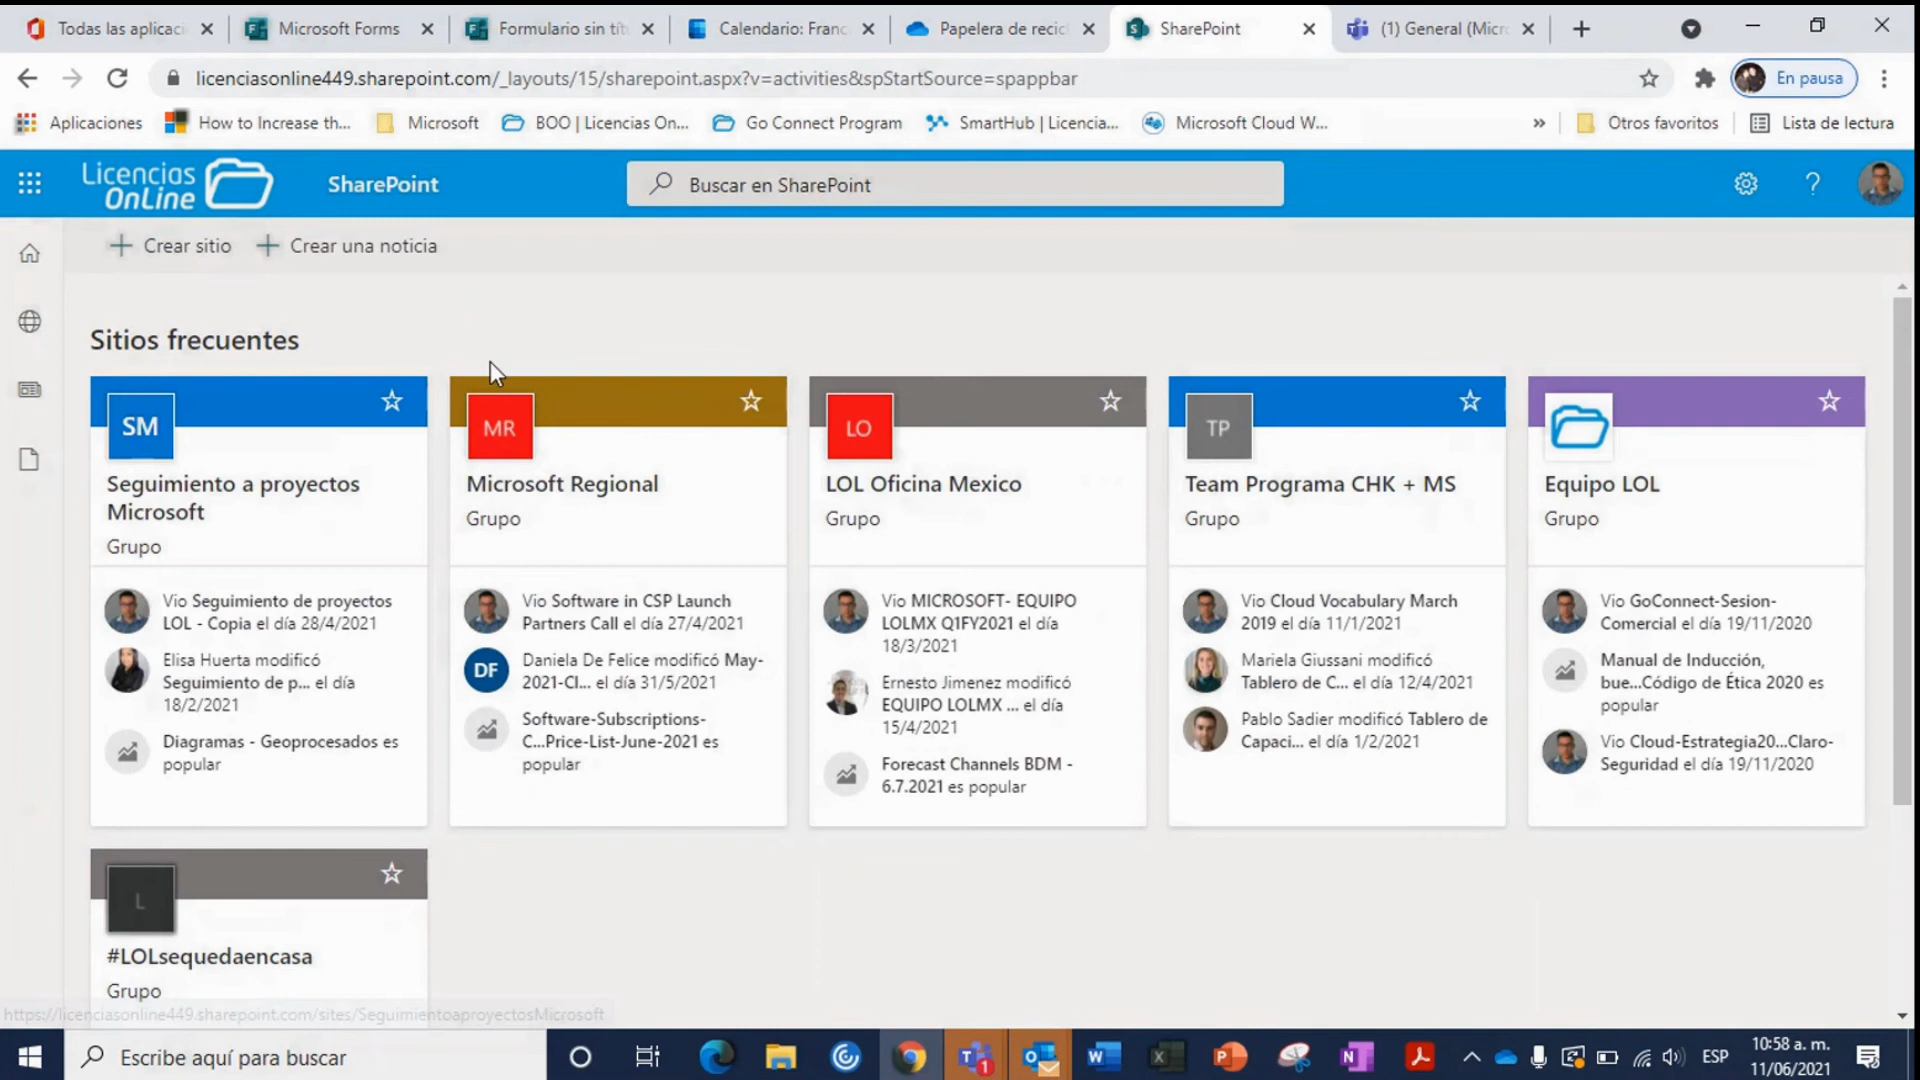 Todas las aplicaci
Microsoft Forms
Formulario sin títu
Calendario: Franc
Papelera de recicl
SharePoint
(1) General (Micro
licenciasonline449.sharepoint.com/_layouts/15/sharepoint.aspx?v=activities&spStartSource=spappbar
En pausa
Aplicaciones
How to Increase th...
Microsoft
BOO | Licencias On...
Go Connect Program
SmartHub | Licencia...
Microsoft Cloud W...
»
Otros favoritos
Lista de lectura
Licencias
OnLine
SharePoint
Buscar en SharePoint
?
Crear sitio
Crear una noticia
Sitios frecuentes
SM
Seguimiento a proyectos
Microsoft
Grupo
Vio Seguimiento de proyectos
LOL - Copia el día 28/4/2021
Elisa Huerta modificó
Seguimiento de p... el día
18/2/2021
Diagramas - Geoprocesados es
popular
MR
Microsoft Regional
Grupo
Vio Software in CSP Launch
Partners Call el día 27/4/2021
DF
Daniela De Felice modificó May-
2021-Cl... el día 31/5/2021
Software-Subscriptions-
C...Price-List-June-2021 es
popular
LO
LOL Oficina Mexico
Grupo
Vio MICROSOFT- EQUIPO
LOLMX Q1FY2021 el día
18/3/2021
Ernesto Jimenez modificó
EQUIPO LOLMX ... el día
15/4/2021
Forecast Channels BDM -
6.7.2021 es popular
TP
Team Programa CHK + MS
Grupo
Vio Cloud Vocabulary March
2019 el día 11/1/2021
Mariela Giussani modificó
Tablero de C... el día 12/4/2021
Pablo Sadier modificó Tablero de
Capaci... el día 1/2/2021
Equipo LOL
Grupo
Vio GoConnect-Sesion-
Comercial el día 19/11/2020
Manual de Inducción,
bue...Código de Ética 2020 es
popular
Vio Cloud-Estrategia20...Claro-
Seguridad el día 19/11/2020
L
#LOLsequedaencasa
Grupo
https://licenciasonline449.sharepoint.com/sites/SeguimientoaproyectosMicrosoft
Escribe aquí para buscar
1
ESP
10:58 a. m.
11/06/2021